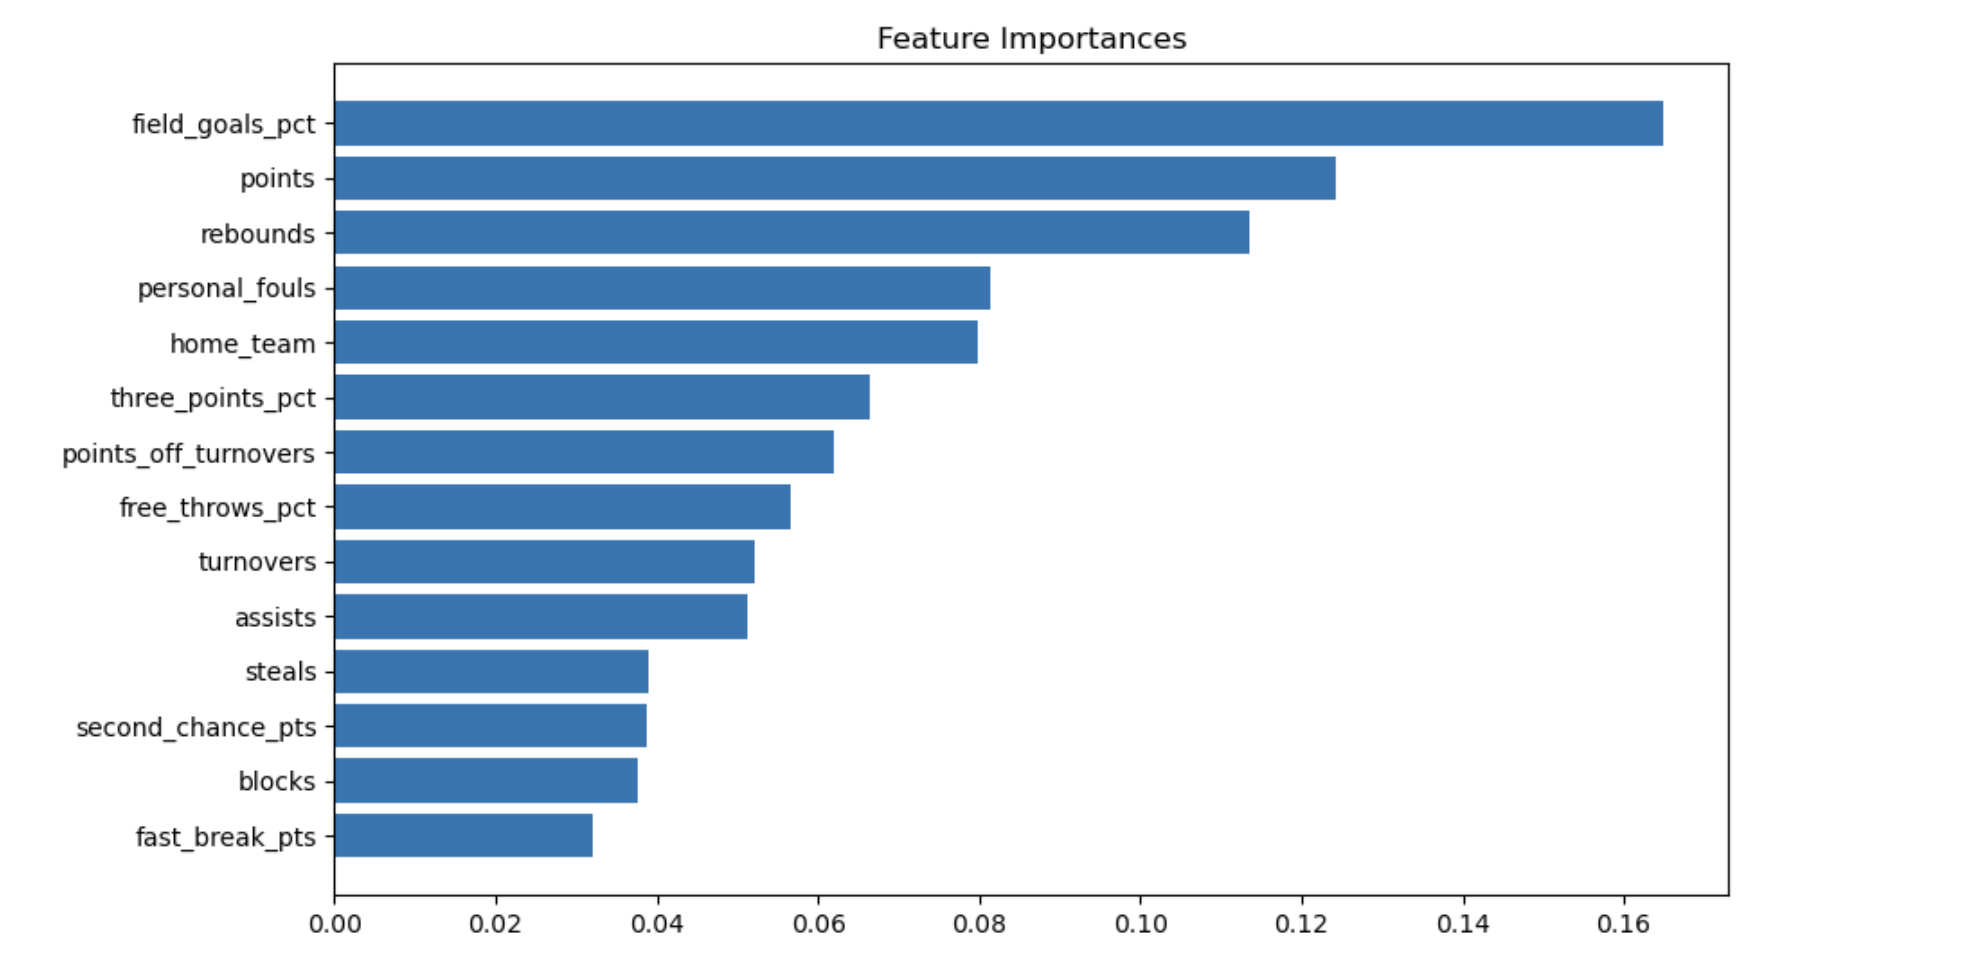 Feature Importances
field_goals_pct
points
rebounds
personal_fouls
home_team
three_points_pct
points_off_turnovers
free_throws_pct
turnovers
assists
steals
second_chance_pts
blocks
fast_break_pts
0.00 0.02 0.04 0.06 0.08 0.10 0.12 0.14 0.16